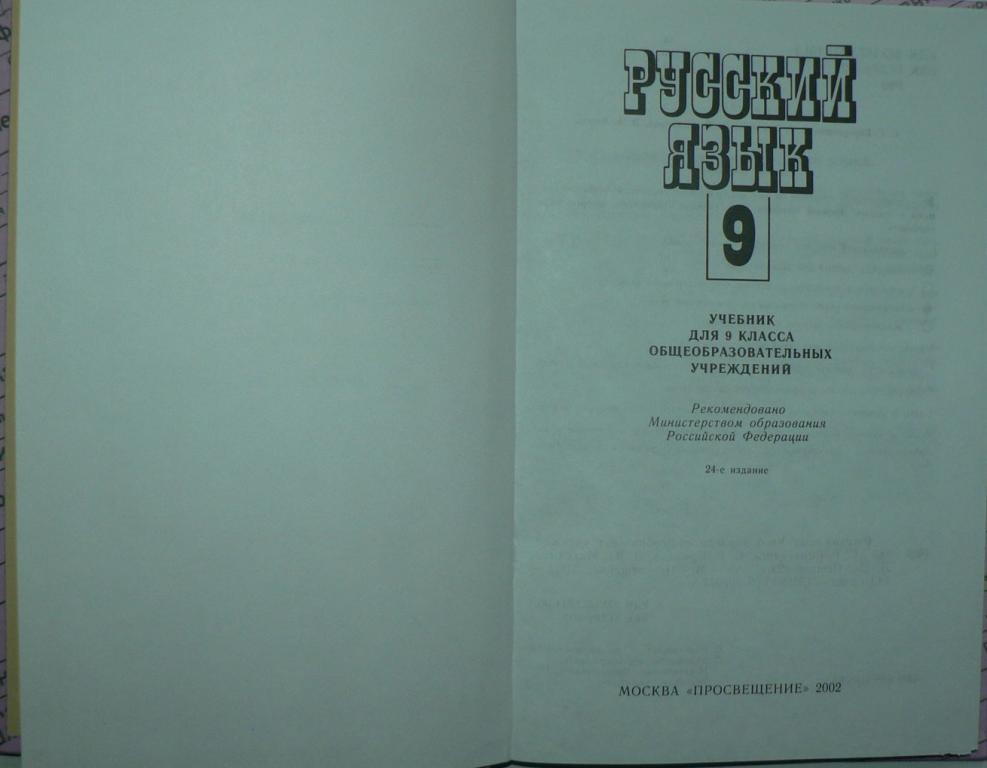 РУССКИЙ
ЯЗЫК
9
УЧЕБНИК
ДЛЯ 9 КЛАССА
ОБЩЕОБРАЗОВАТЕЛЬНЫХ
УЧРЕЖДЕНИЙ
Рекомендовано
Министерством образования
Российской Федерации
24-е издание
МОСКВА «ПРОСВЕЩЕНИЕ» 2002